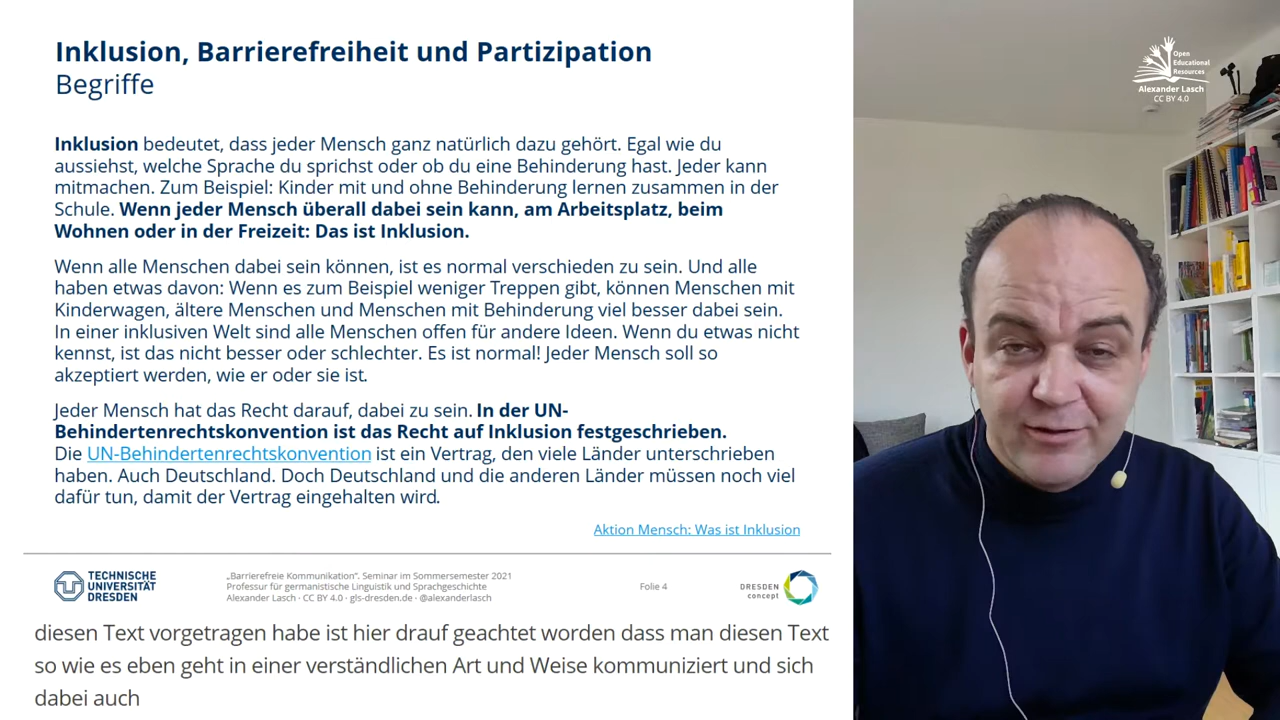 Inklusion, Barrierefreiheit und Partizipation
Begriffe
Inklusion bedeutet, dass jeder Mensch ganz natürlich dazu gehört. Egal wie du
aussiehst, welche Sprache du sprichst oder ob du eine Behinderung hast. Jeder kann
mitmachen. Zum Beispiel: Kinder mit und ohne Behinderung lernen zusammen in der
Schule. Wenn jeder Mensch überall dabei sein kann, am Arbeitsplatz, beim
Wohnen oder in der Freizeit: Das ist Inklusion.
Wenn alle Menschen dabei sein können, ist es normal verschieden zu sein. Und alle
haben etwas davon: Wenn es zum Beispiel weniger Treppen gibt, können Menschen mit
Kinderwagen, ältere Menschen und Menschen mit Behinderung viel besser dabei sein.
In einer inklusiven Welt sind alle Menschen offen für andere Ideen. Wenn du etwas nicht
kennst, ist das nicht besser oder schlechter. Es ist normal! Jeder Mensch soll so
akzeptiert werden, wie er oder sie ist.
Jeder Mensch hat das Recht darauf, dabei zu sein. In der UN-
Behindertenrechtskonvention ist das Recht auf Inklusion festgeschrieben.
Die UN-Behindertenrechtskonvention ist ein Vertrag, den viele Länder unterschrieben
haben. Auch Deutschland. Doch Deutschland und die anderen Länder müssen noch viel
dafür tun, damit der Vertrag eingehalten wird.
Aktion Mensch: Was ist Inklusion
TECHNISCHE
UNIVERSITÄT
DRESDEN
„Barrierefreie Kommunikation“. Seminar im Sommersemester 2021
Professur für germanistische Linguistik und Sprachgeschichte
Alexander Lasch · CC BY 4.0 · gls-dresden.de · @alexanderlasch
Folie 4
DRESDEN
concept
diesen Text vorgetragen habe ist hier drauf geachtet worden dass man diesen Text
so wie es eben geht in einer verständlichen Art und Weise kommuniziert und sich
dabei auch
Open
Educational
Resources
Alexander Lasch
CC BY 4.0